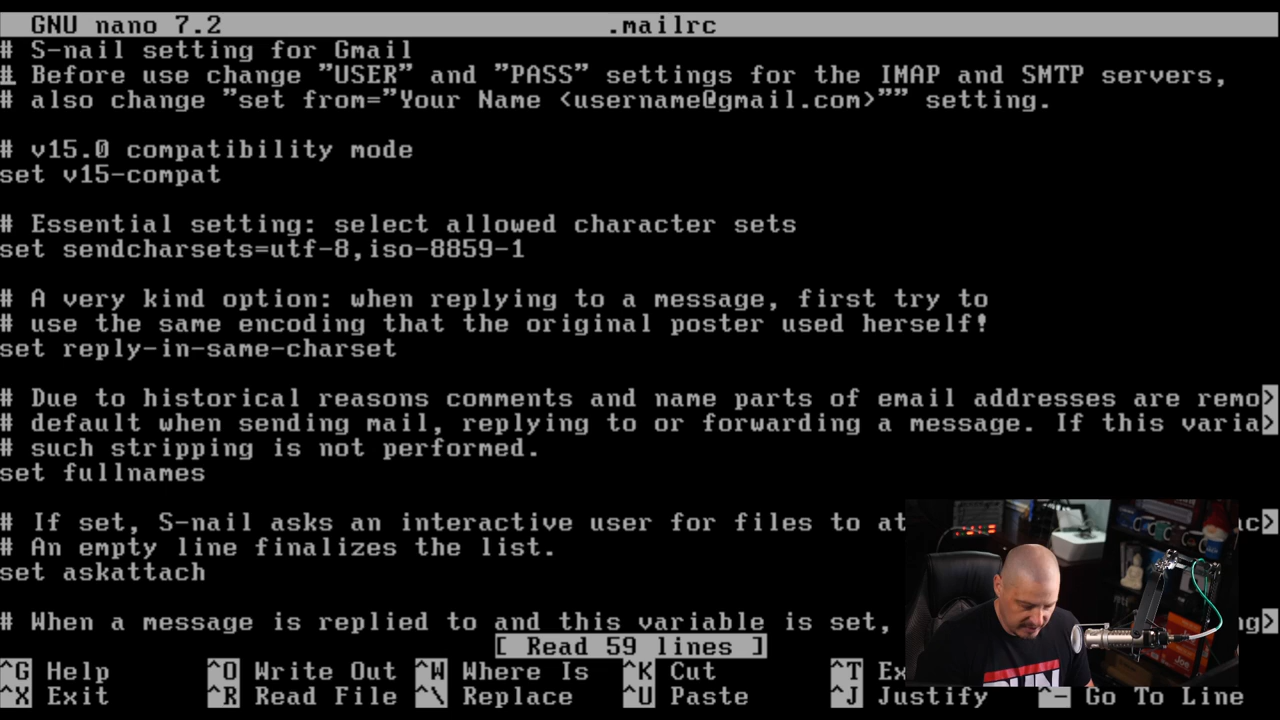 GNU nano 7.2 .mailrc
# S-nail setting for Gmail
# Before use change "USER" and "PASS" settings for the IMAP and SMTP servers,
# also change "set from="Your Name <username@gmail.com>"" setting.
# v15.0 compatibility mode
set v15-compat
# Essential setting: select allowed character sets
set sendcharsets=utf-8,iso-8859-1
# A very kind option: when replying to a message, first try to
# use the same encoding that the original poster used herself!
set reply-in-same-charset
# Due to historical reasons comments and name parts of email addresses are remo>
# default when sending mail, replying to or forwarding a message. If this varia>
# such stripping is not performed.
set fullnames
# If set, S-nail asks an interactive user for files to at >
# An empty line finalizes the list.
set askattach
# When a message is replied to and this variable is set, >
[ Read 59 lines ]
^G Help ^O Write Out ^W Where Is ^K Cut ^T Ex
^X Exit ^R Read File ^\ Replace ^U Paste ^J Justify ^- Go To Line